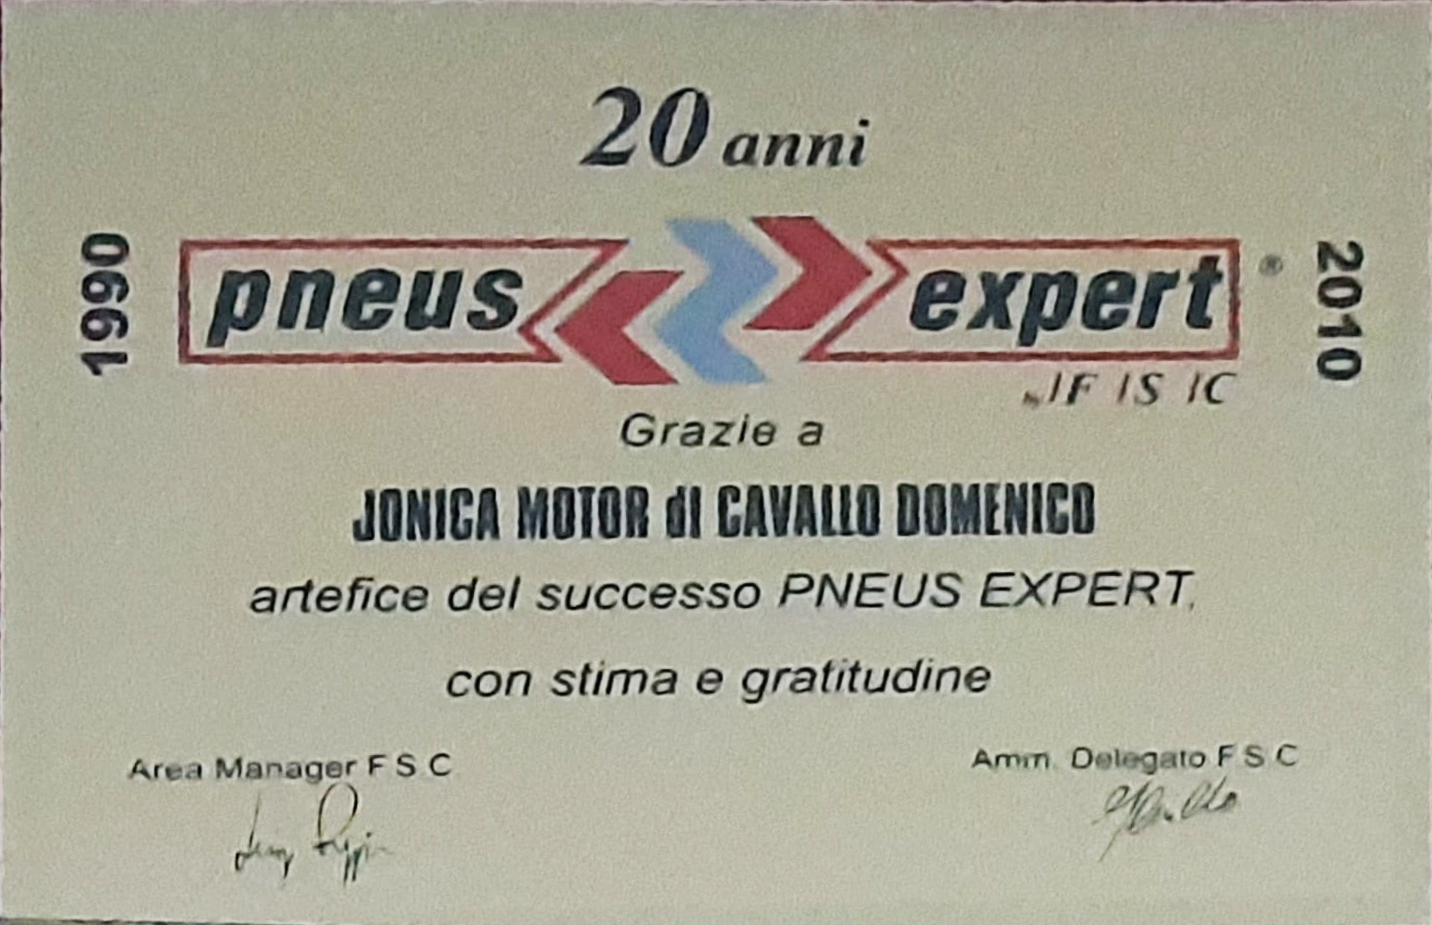 20 anni
1990
pneus expert ®
2010
by F S C
Grazie a
JONICA MOTOR di CAVALLO DOMENICO
artefice del successo PNEUS EXPERT,
con stima e gratitudine
Area Manager F S C
Amm. Delegato F S C